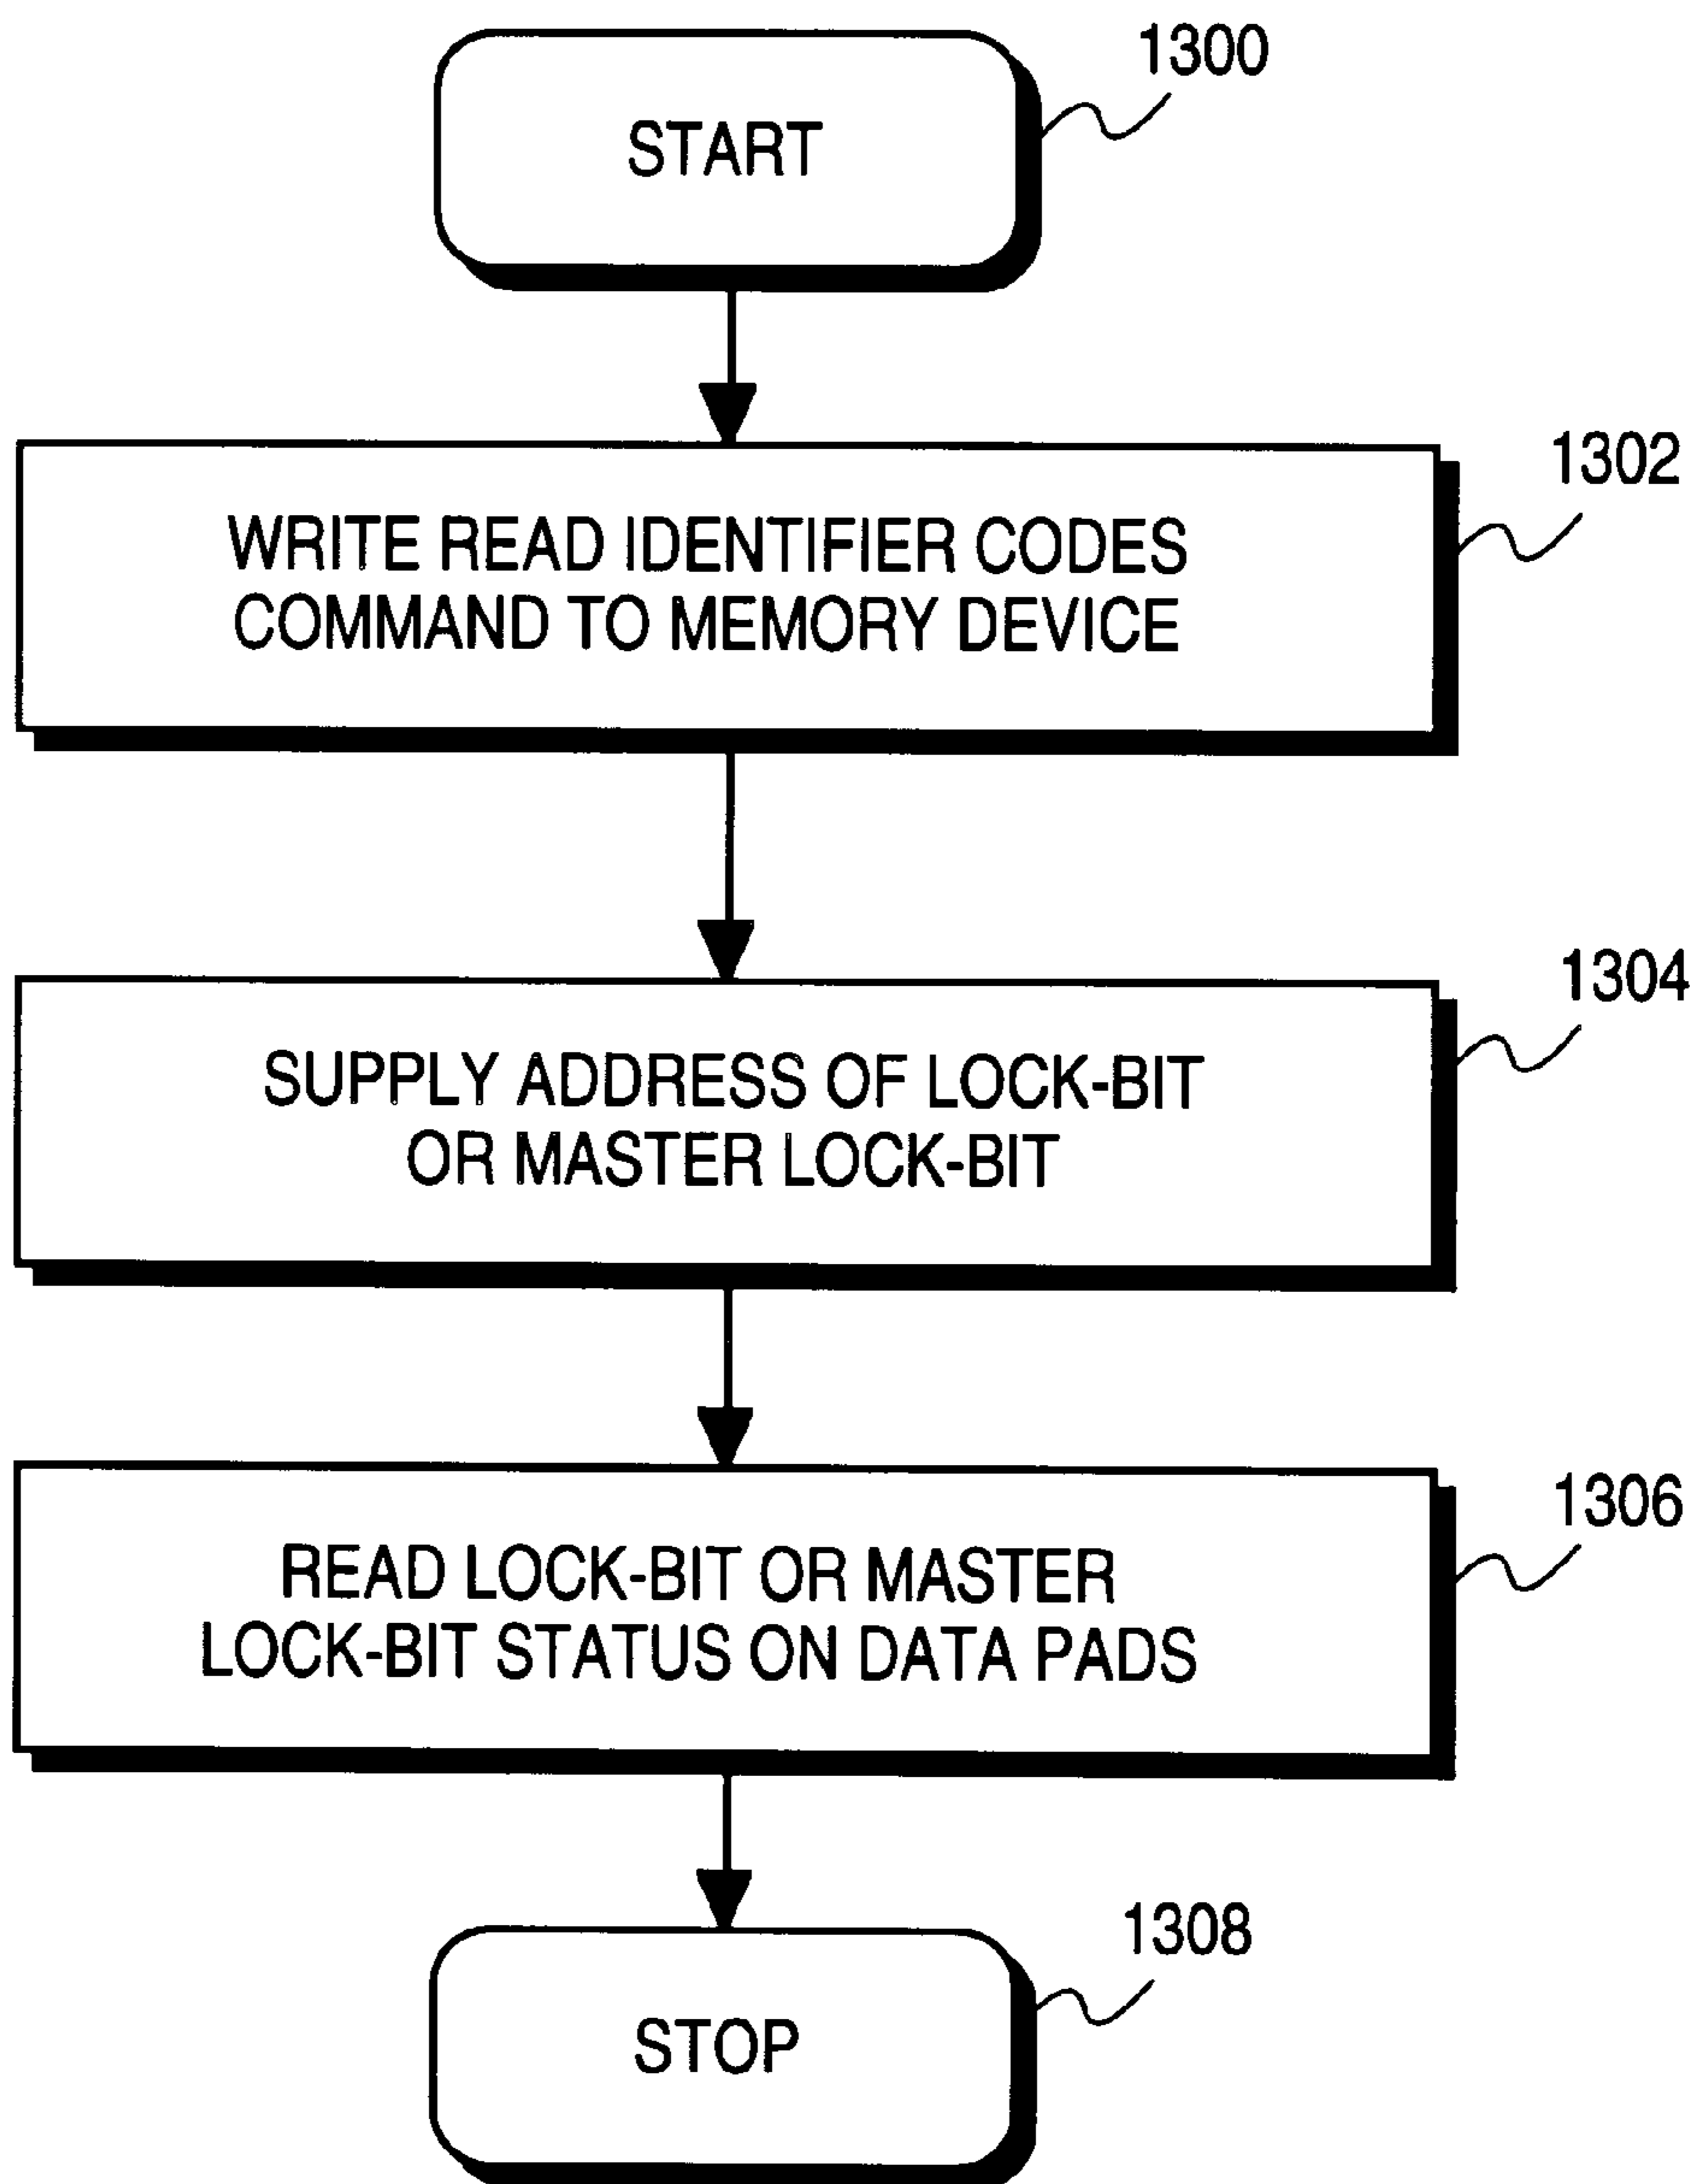 1300
START
1302
WRITE READ IDENTIFIER CODES
COMMAND TO MEMORY DEVICE
1304
SUPPLY ADDRESS OF LOCK-BIT
OR MASTER LOCK-BIT
1306
READ LOCK-BIT OR MASTER
LOCK-BIT STATUS ON DATA PADS
1308
STOP